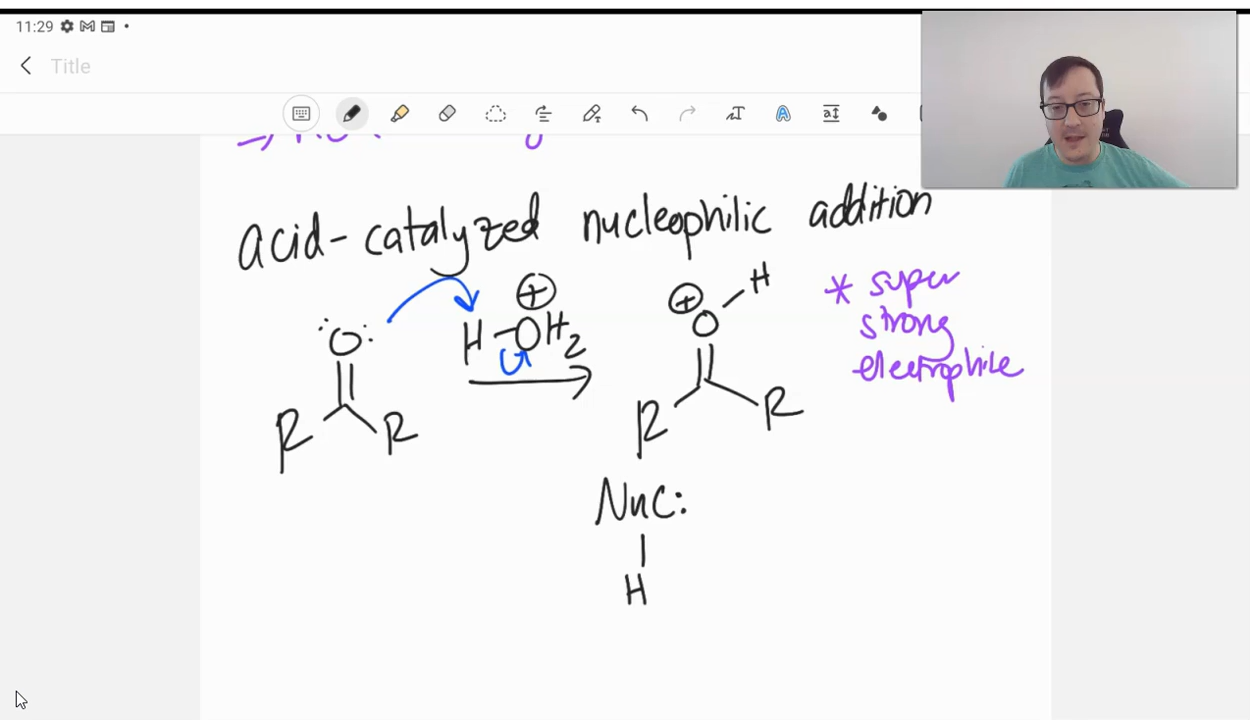 11:29
Title
acid-catalyzed nucleophilic addition
:O:
R R
H-OH2
⊕
⊕
O
H
R R
* super
strong
electrophile
Nuc:
H